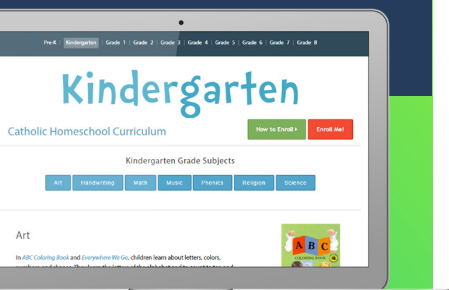 Pre-K | Kindergarten | Grade 1 | Grade 2 | Grade 3 | Grade 4 | Grade 5 | Grade 6 | Grade 7 | Grade 8
Kindergarten
Catholic Homeschool Curriculum
How to Enroll
Enroll Me!
Kindergarten Grade Subjects
Art
Handwriting
Math
Music
Phonics
Religion
Science
Art
In ABC Coloring Book and Everywhere We Go, children learn about letters, colors,
A B C
COLORING BOOK